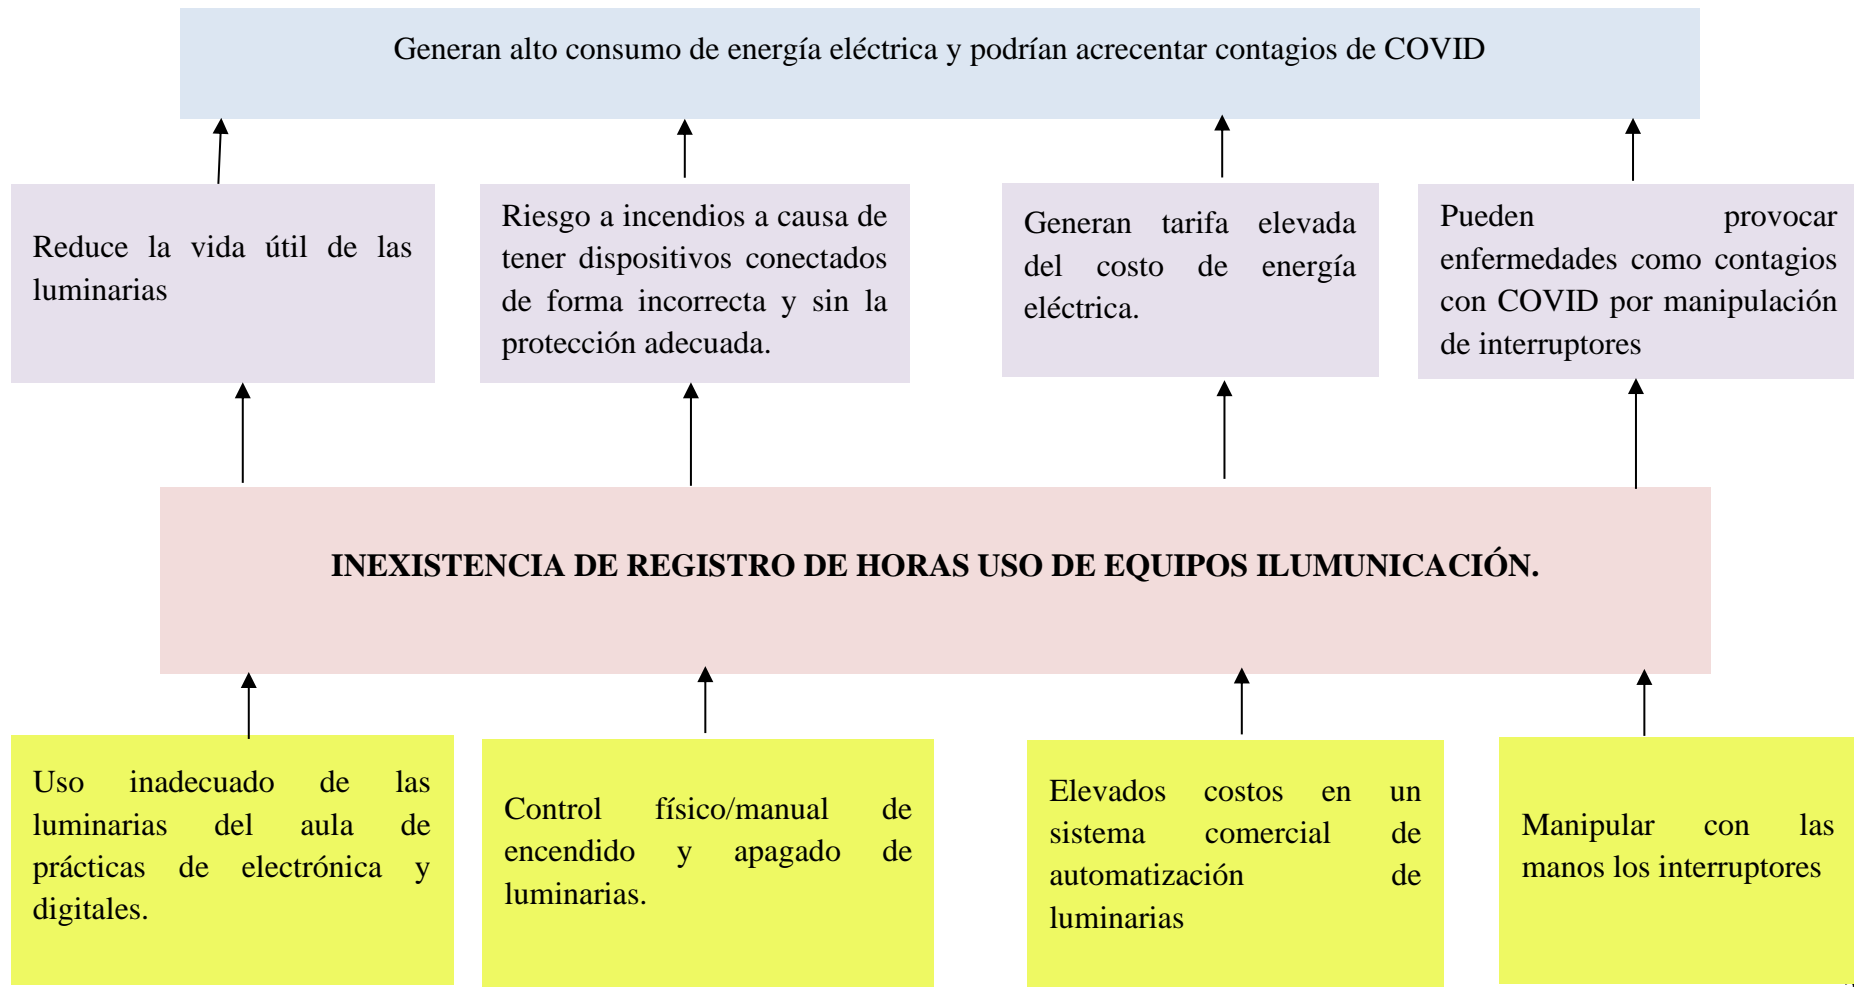 Generan alto consumo de energía eléctrica y podrían acrecentar contagios de COVID
Reduce la vida útil de las
luminarias
Riesgo a incendios a causa de
tener dispositivos conectados
de forma incorrecta y sin la
protección adecuada.
Generan tarifa elevada
del costo de energía
eléctrica.
Pueden provocar
enfermedades como contagios
con COVID por manipulación
de interruptores
INEXISTENCIA DE REGISTRO DE HORAS USO DE EQUIPOS ILUMUNICACIÓN.
Uso inadecuado de las
luminarias del aula de
prácticas de electrónica y
digitales.
Control físico/manual de
encendido y apagado de
luminarias.
Elevados costos en un
sistema comercial de
automatización de
luminarias
Manipular con las
manos los interruptores